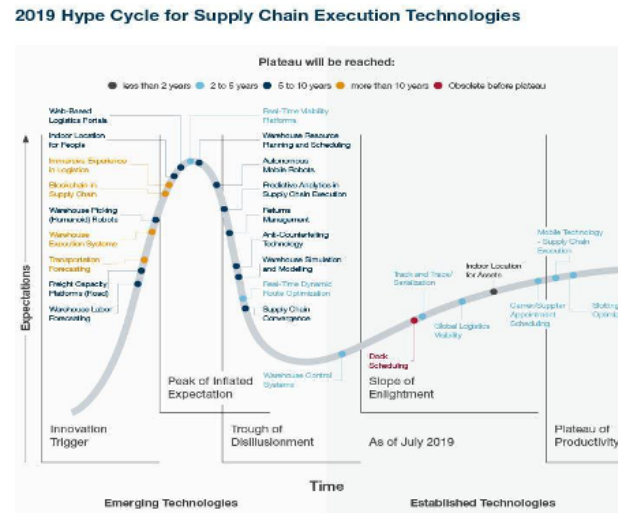 2019 Hype Cycle for Supply Chain Execution Technologies
Plateau will be reached:
less than 2 years 2 to 5 years 5 to 10 years more than 10 years Obsolete before plateau
Web-Based
Logistics Portals
Indoor Location
for People
Immersive Experience
in Logistics
Blockchain in
Supply Chain
Warehouse Picking
(Humanoid) Robots
Warehouse
Execution Systems
Transportation
Forecasting
Freight Capacity
Platforms (Road)
Warehouse Labor
Forecasting
Real-Time Visibility
Platforms
Warehouse Resource
Planning and Scheduling
Autonomous
Mobile Robots
Predictive Analytics in
Supply Chain Execution
Returns
Management
Anti-Counterfeiting
Technology
Warehouse Simulation
and Modelling
Real-Time Dynamic
Route Optimization
Supply Chain
Convergence
Warehouse Control
Systems
Dock
Scheduling
Track and Trace/
Serialization
Global Logistics
Visibility
Indoor Location
for Assets
Carrier/Supplier
Appointment
Scheduling
Mobile Technology
- Supply Chain
Execution
Slotting
Optimi
Expectations
Innovation
Trigger
Peak of Inflated
Expectation
Trough of
Disillusionment
Slope of
Enlightment
As of July 2019
Plateau of
Productivity
Time
Emerging Technologies
Established Technologies